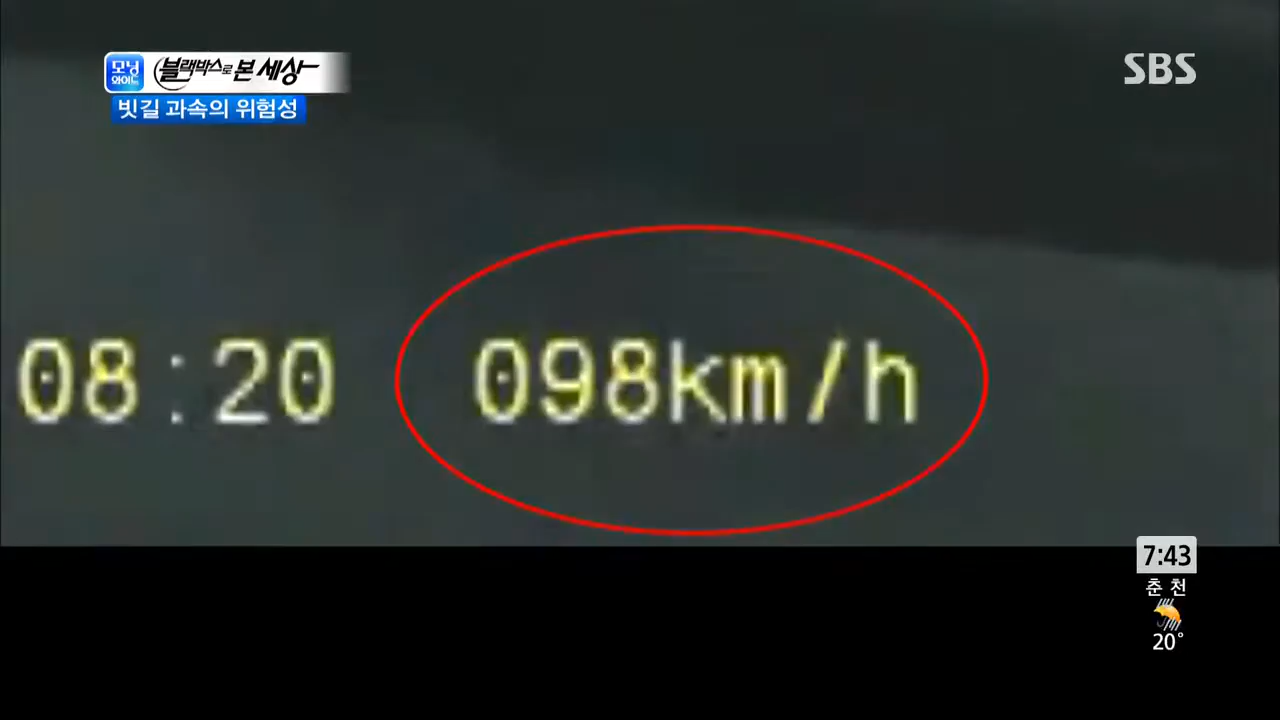 모닝
와이드
블랙박스로 본 세상
SBS
빗길 과속의 위험성
08:20 098km/h
7:43
춘천
20°